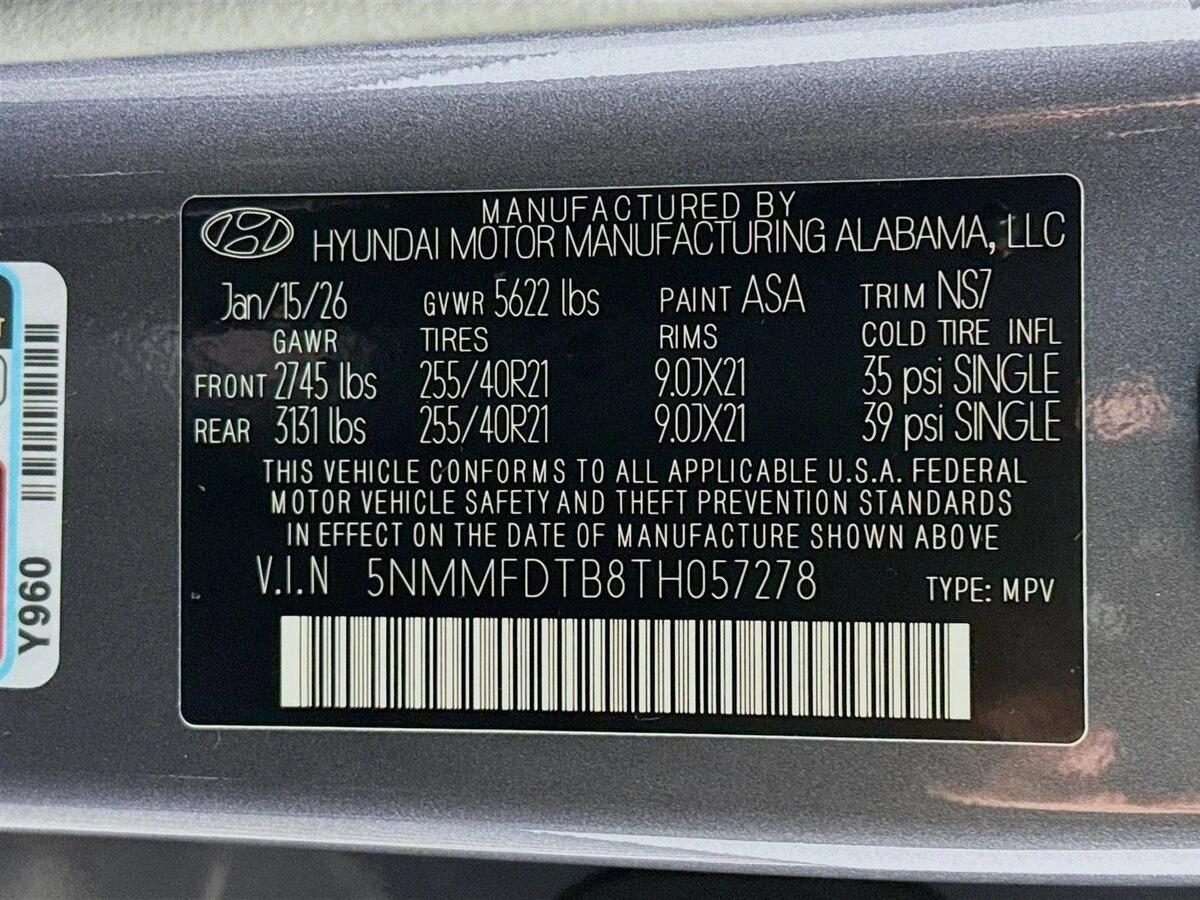 MANUFACTURED BY
HYUNDAI MOTOR MANUFACTURING ALABAMA, LLC
Jan/15/26 GVWR 5622 lbs PAINT ASA TRIM NS7
GAWR TIRES RIMS COLD TIRE INFL
FRONT 2745 lbs 255/40R21 9.0JX21 35 psi SINGLE
REAR 3131 lbs 255/40R21 9.0JX21 39 psi SINGLE
THIS VEHICLE CONFORMS TO ALL APPLICABLE U.S.A. FEDERAL
MOTOR VEHICLE SAFETY AND THEFT PREVENTION STANDARDS
IN EFFECT ON THE DATE OF MANUFACTURE SHOWN ABOVE
V.I.N 5NMMFDTB8TH057278 TYPE: MPV
Y960